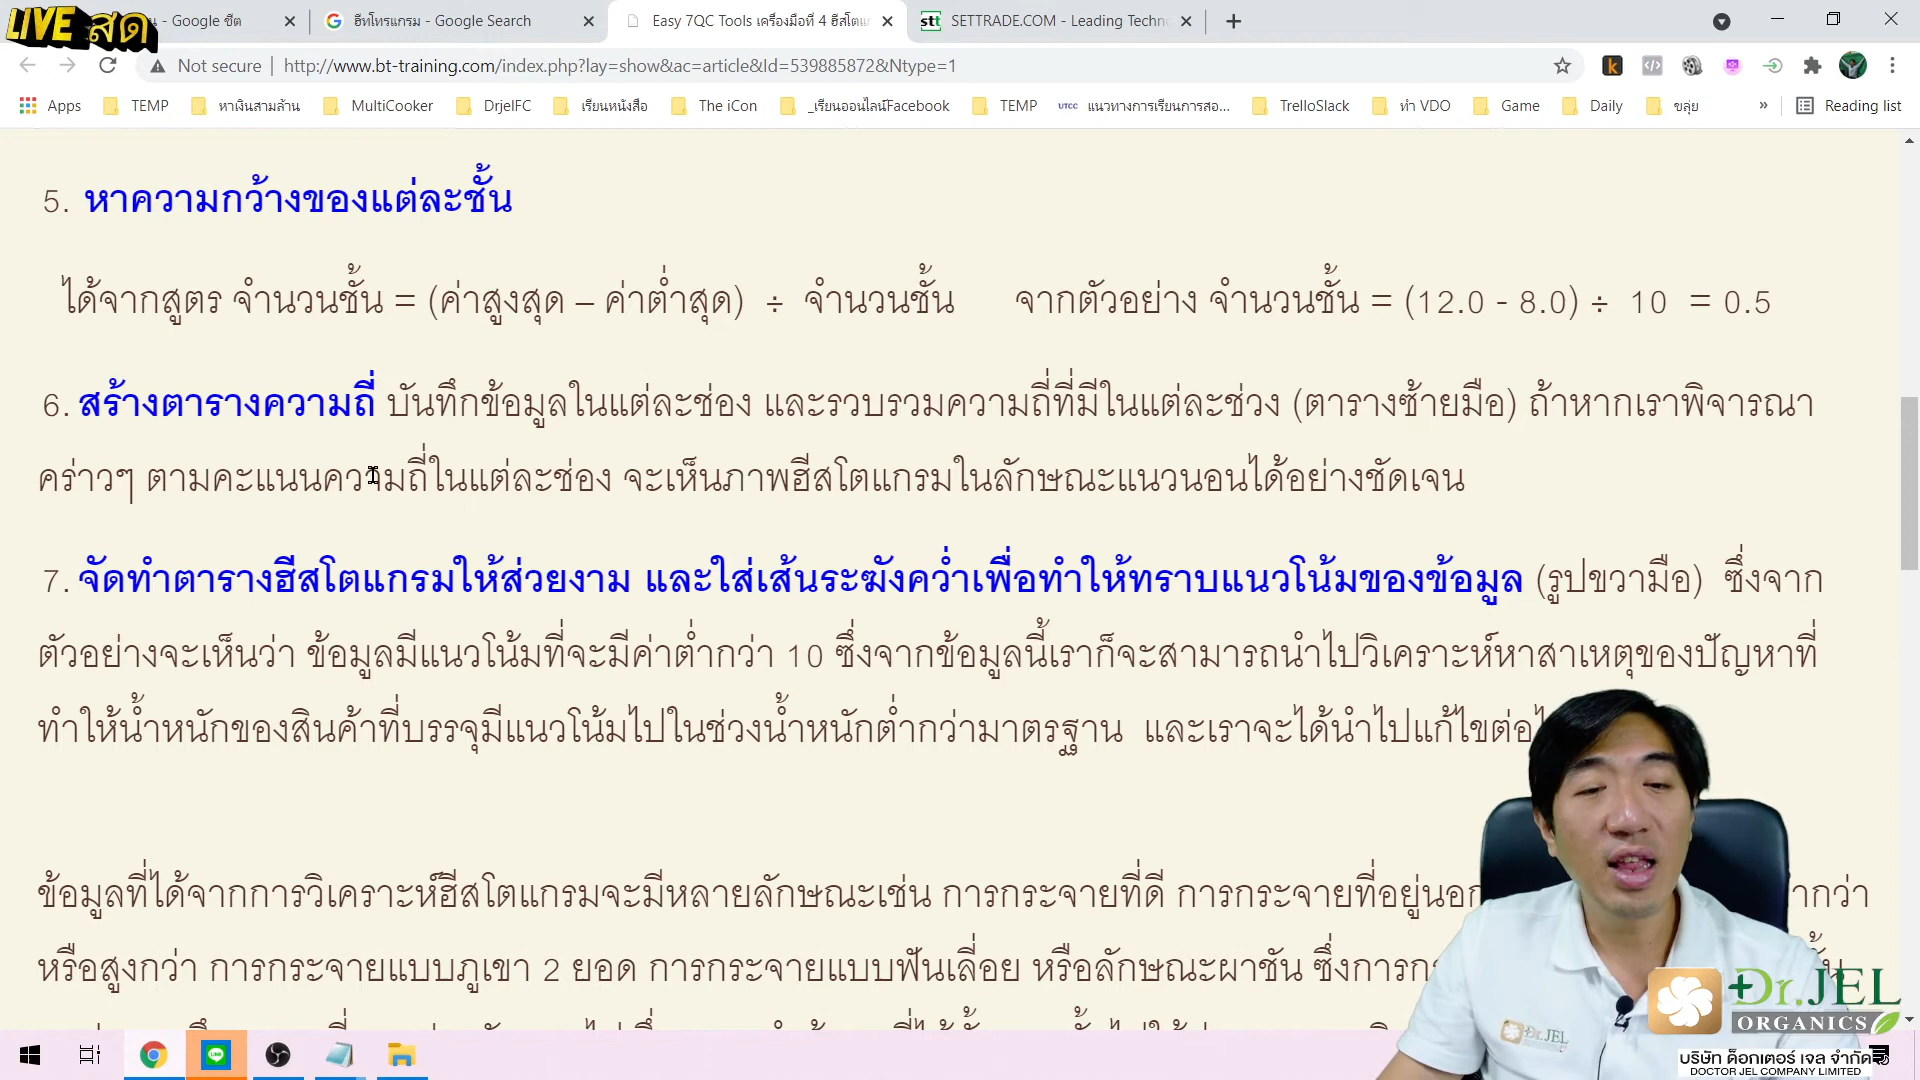 LIVE สด
น - Google ชีต
ฮีทโทรแกรม - Google Search
Easy 7QC Tools เครื่องมือที่ 4 ฮีสโตแก
stt SETTRADE.COM - Leading Techno
Not secure
http://www.bt-training.com/index.php?lay=show&ac=article&Id=539885872&Ntype=1
Apps TEMP หาเงินสามล้าน MultiCooker DrjelFC เรียนหนังสือ The iCon _เรียนออนไลน์Facebook TEMP UTCC แนวทางการเรียนการสอ... TrelloSlack ทำ VDO Game Daily ขลุ่ย » Reading list
5. หาความกว้างของแต่ละชั้น
ได้จากสูตร จำนวนชั้น = (ค่าสูงสุด – ค่าต่ำสุด) ÷ จำนวนชั้น จากตัวอย่าง จำนวนชั้น = (12.0 - 8.0) ÷ 10 = 0.5
6. สร้างตารางความถี่ บันทึกข้อมูลในแต่ละช่อง และรวบรวมความถี่ที่มีในแต่ละช่วง (ตารางซ้ายมือ) ถ้าหากเราพิจารณา
คร่าวๆ ตามคะแนนความถี่ในแต่ละช่อง จะเห็นภาพฮีสโตแกรมในลักษณะแนวนอนได้อย่างชัดเจน
7. จัดทำตารางฮีสโตแกรมให้สวยงาม และใส่เส้นระฆังคว่ำเพื่อทำให้ทราบแนวโน้มของข้อมูล (รูปขวามือ) ซึ่งจาก
ตัวอย่างจะเห็นว่า ข้อมูลมีแนวโน้มที่จะมีค่าต่ำกว่า 10 ซึ่งจากข้อมูลนี้เราก็จะสามารถนำไปวิเคราะห์หาสาเหตุของปัญหาที่
ทำให้น้ำหนักของสินค้าที่บรรจุมีแนวโน้มไปในช่วงน้ำหนักต่ำกว่ามาตรฐาน และเราจะได้นำไปแก้ไขต่อไ
ข้อมูลที่ได้จากการวิเคราะห์ฮีสโตแกรมจะมีหลายลักษณะเช่น การกระจายที่ดี การกระจายที่อยู่นอก
หรือสูงกว่า การกระจายแบบภูเขา 2 ยอด การกระจายแบบฟันเลื่อย หรือลักษณะผาชัน ซึ่งการก
Dr.JEL
Dr.JEL
ORGANICS
บริษัท ด็อกเตอร์ เจล จำกัด
DOCTOR JEL COMPANY LIMITED